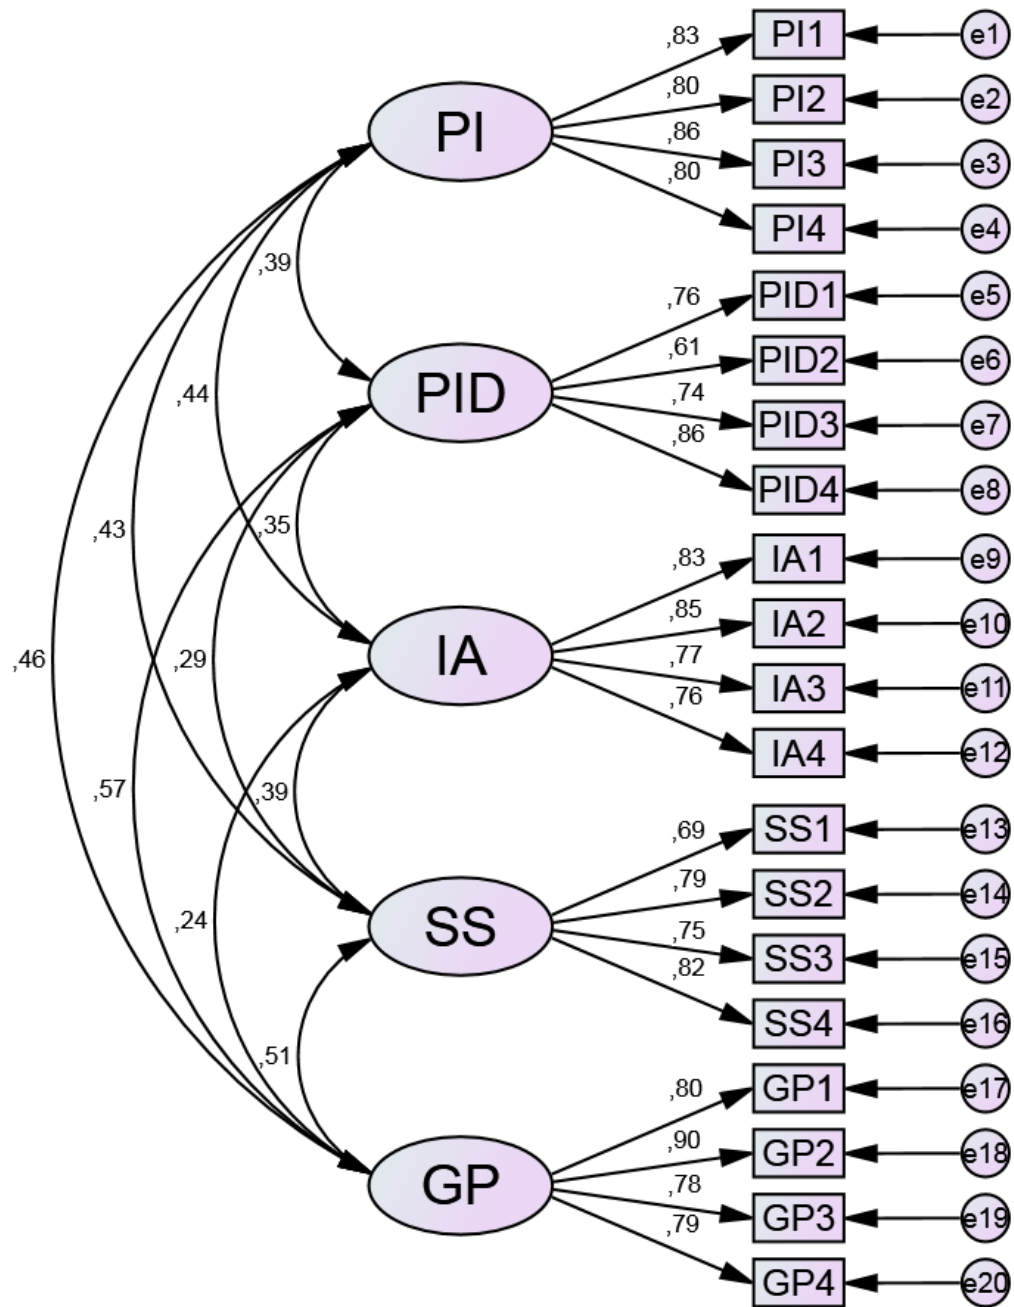 PI
PID
IA
SS
GP
,39
,44
,43
,46
,35
,29
,57
,39
,24
,51
,83
PI1
e1
,80
PI2
e2
,86
PI3
e3
,80
PI4
e4
,76
PID1
e5
,61
PID2
e6
,74
PID3
e7
,86
PID4
e8
,83
IA1
e9
,85
IA2
e10
,77
IA3
e11
,76
IA4
e12
,69
SS1
e13
,79
SS2
e14
,75
SS3
e15
,82
SS4
e16
,80
GP1
e17
,90
GP2
e18
,78
GP3
e19
,79
GP4
e20